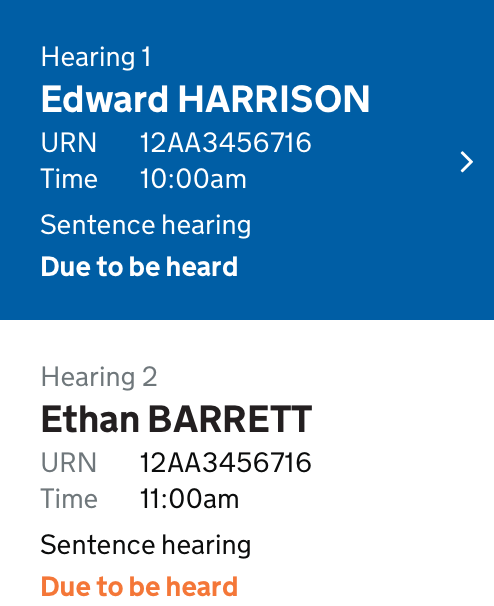 Hearing 1
Edward HARRISON
URN 12AA3456716
Time 10:00am
Sentence hearing
Due to be heard
Hearing 2
Ethan BARRETT
URN 12AA3456716
Time 11:00am
Sentence hearing
Due to be heard